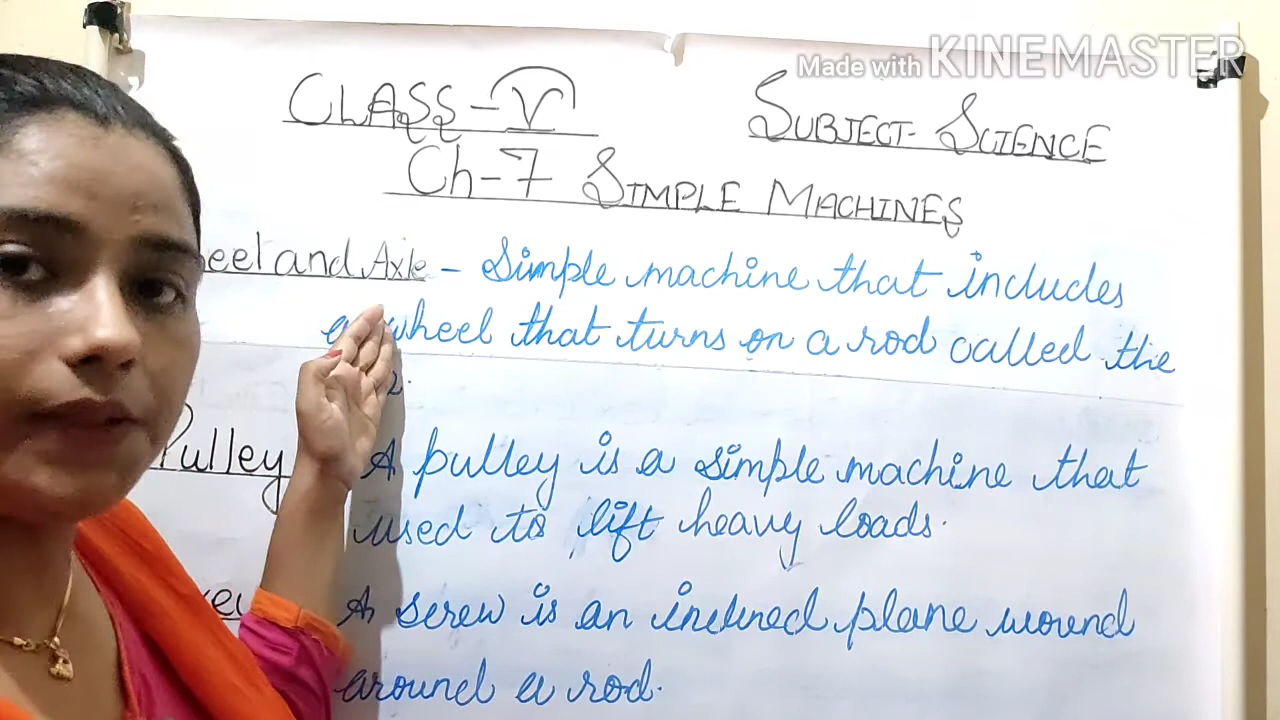 Made with KINEMASTER
CLASS - V
SUBJECT- SCIENCE
Ch-7 SIMPLE MACHINES
eel and Axle - Simple machine that includes
a wheel that turns on a rod called the
Pulley A pulley is a simple machine that
used to lift heavy loads.
A screw is an inclined plane wound
around a rod.